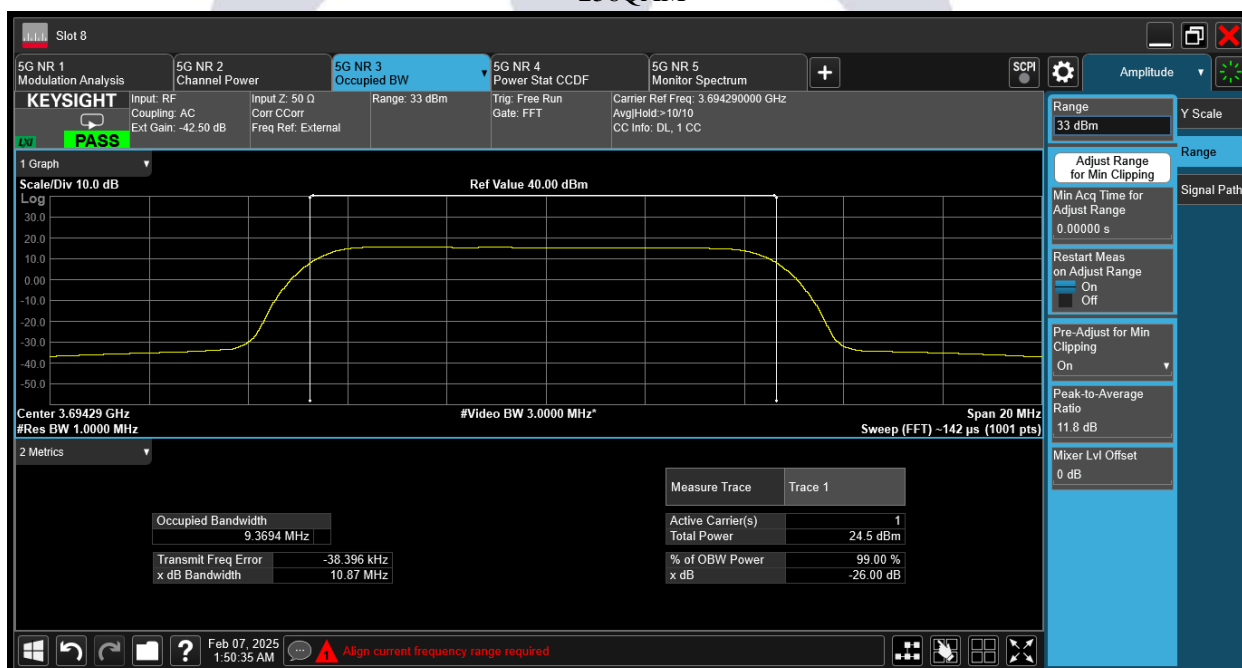 256QAM
Slot 8
5G NR 1
Modulation Analysis
5G NR 2
Channel Power
5G NR 3
Occupied BW
5G NR 4
Power Stat CCDF
5G NR 5
Monitor Spectrum
+
SCPI
Amplitude
KEYSIGHT
LXI
PASS
Input: RF
Coupling: AC
Ext Gain: -42.50 dB
Input Z: 50 Ω
Corr CCorr
Freq Ref: External
Range: 33 dBm
Trig: Free Run
Gate: FFT
Carrier Ref Freq: 3.694290000 GHz
Avg|Hold:>10/10
CC Info: DL, 1 CC
1 Graph
Scale/Div 10.0 dB
Ref Value 40.00 dBm
Log
30.0
20.0
10.0
0.00
-10.0
-20.0
-30.0
-40.0
-50.0
Center 3.69429 GHz
#Video BW 3.0000 MHz*
Span 20 MHz
#Res BW 1.0000 MHz
Sweep (FFT) ~142 µs (1001 pts)
2 Metrics
Measure Trace Trace 1
Occupied Bandwidth
9.3694 MHz
Active Carrier(s) 1
Total Power 24.5 dBm
Transmit Freq Error -38.396 kHz
x dB Bandwidth 10.87 MHz
% of OBW Power 99.00 %
x dB -26.00 dB
Range
33 dBm
Adjust Range
for Min Clipping
Min Acq Time for
Adjust Range
0.00000 s
Restart Meas
on Adjust Range
On
Off
Pre-Adjust for Min
Clipping
On
Peak-to-Average
Ratio
11.8 dB
Mixer Lvl Offset
0 dB
Y Scale
Range
Signal Path
?
Feb 07, 2025
1:50:35 AM
1
Align current frequency range required